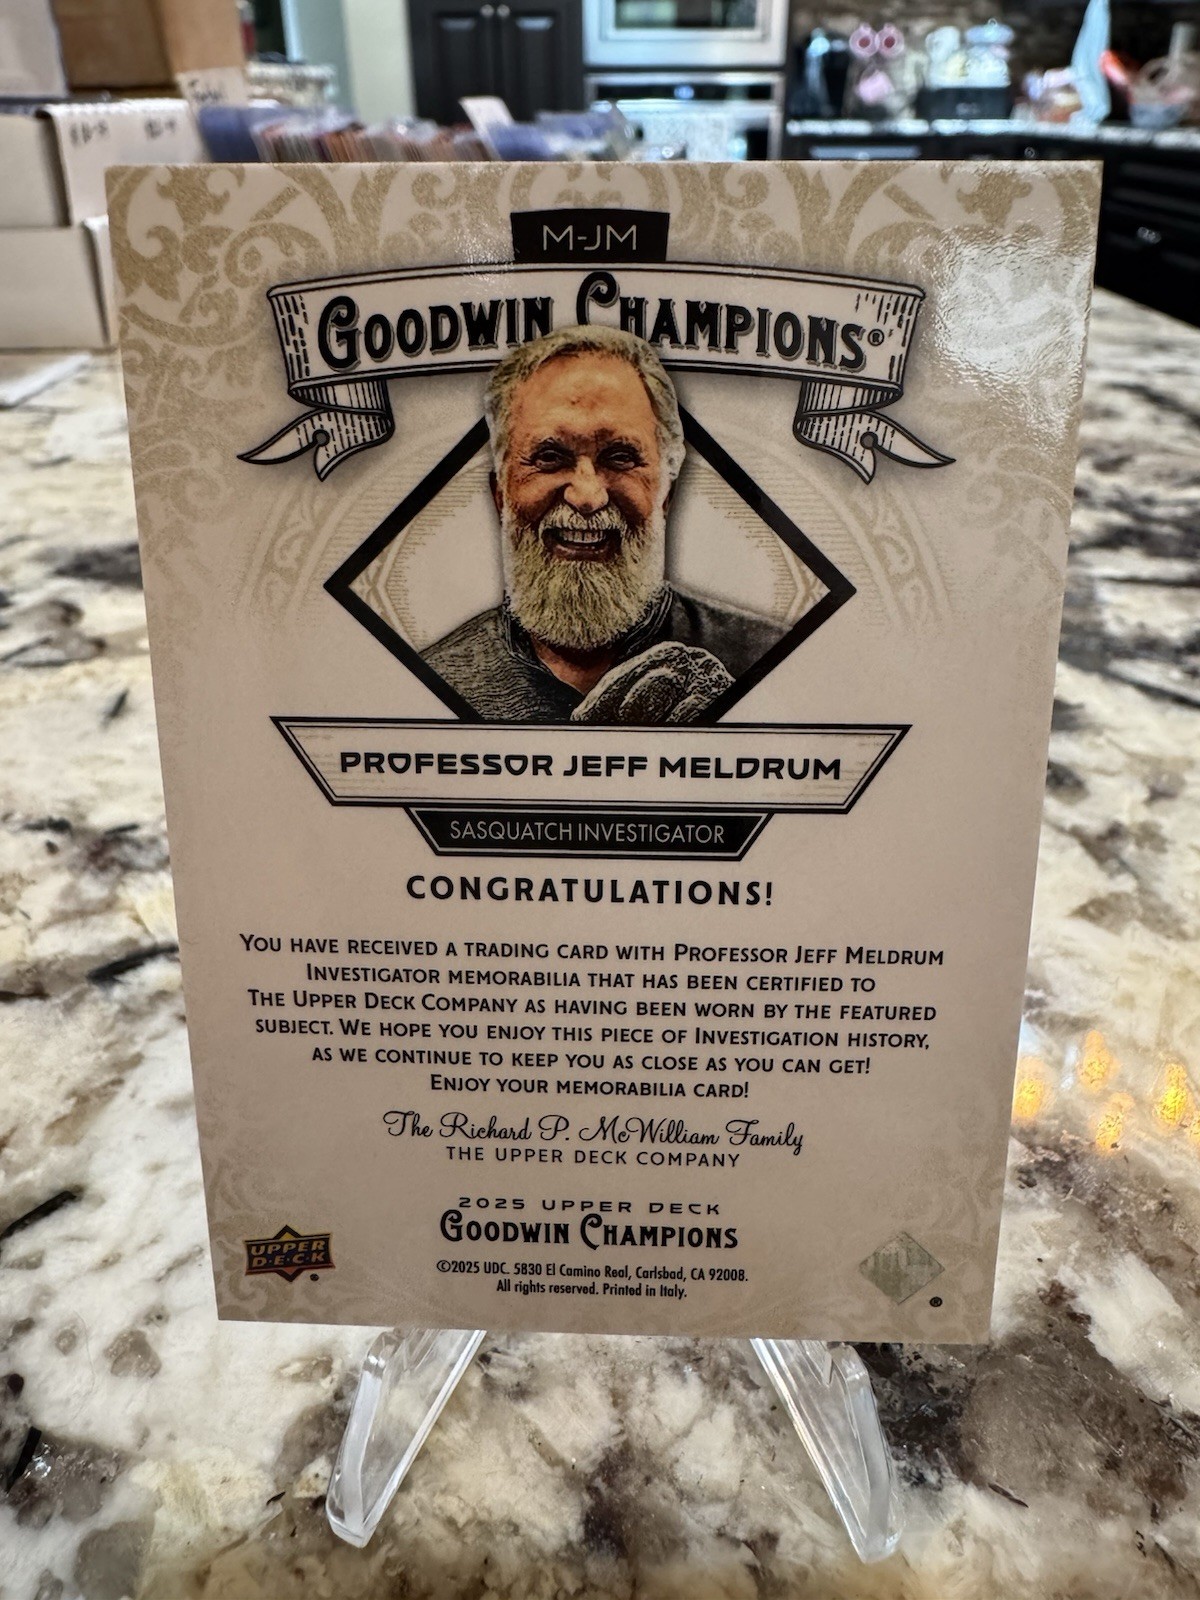 M-JM
GOODWIN CHAMPIONS®
PROFESSOR JEFF MELDRUM
SASQUATCH INVESTIGATOR
CONGRATULATIONS!
YOU HAVE RECEIVED A TRADING CARD WITH PROFESSOR JEFF MELDRUM
INVESTIGATOR MEMORABILIA THAT HAS BEEN CERTIFIED TO
THE UPPER DECK COMPANY AS HAVING BEEN WORN BY THE FEATURED
SUBJECT. WE HOPE YOU ENJOY THIS PIECE OF INVESTIGATION HISTORY,
AS WE CONTINUE TO KEEP YOU AS CLOSE AS YOU CAN GET!
ENJOY YOUR MEMORABILIA CARD!
The Richard P. McWilliam Family
THE UPPER DECK COMPANY
2025 UPPER DECK
GOODWIN CHAMPIONS
©2025 UDC. 5830 El Camino Real, Carlsbad, CA 92008.
All rights reserved. Printed in Italy.
UPPER
D·E·C·K
®
®